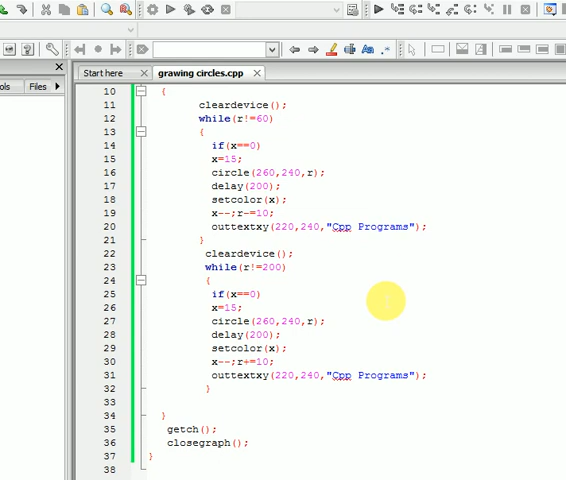 ols Files
Start here
grawing circles.cpp
10 {
11 cleardevice();
12 while(r!=60)
13 {
14 if(x==0)
15 x=15;
16 circle(260,240,r);
17 delay(200);
18 setcolor(x);
19 x--;r-=10;
20 outtextxy(220,240,"Cpp Programs");
21 }
22 cleardevice();
23 while(r!=200)
24 {
25 if(x==0)
26 x=15;
27 circle(260,240,r);
28 delay(200);
29 setcolor(x);
30 x--;r+=10;
31 outtextxy(220,240,"Cpp Programs");
32 }
33
34 }
35 getch();
36 closegraph();
37 }
38